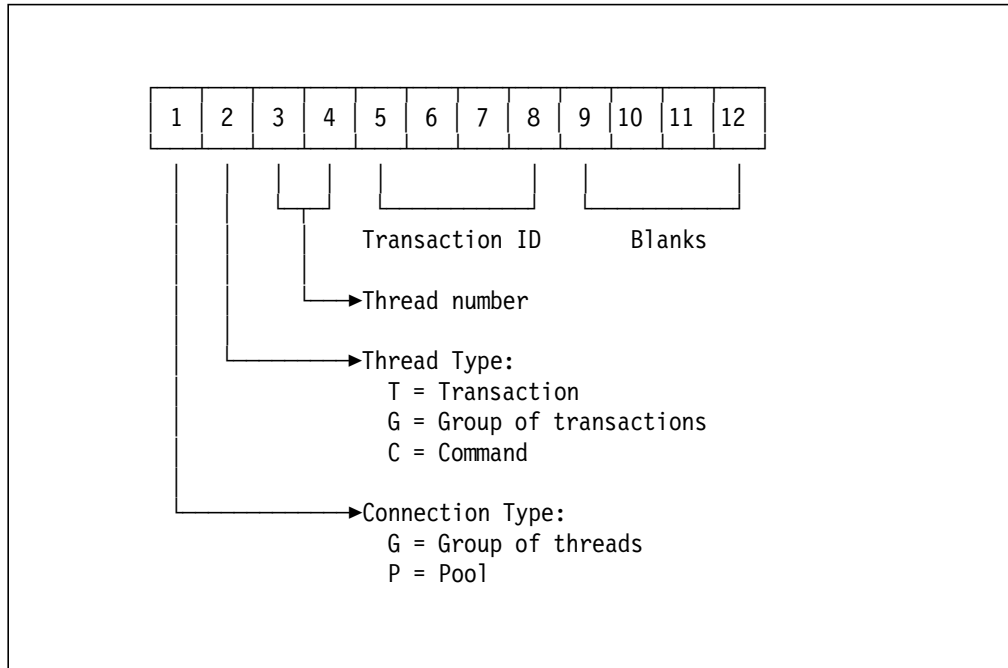 1 2 3 4 5 6 7 8 9 10 11 12
Transaction ID Blanks
Thread number
Thread Type:
T = Transaction
G = Group of transactions
C = Command
Connection Type:
G = Group of threads
P = Pool